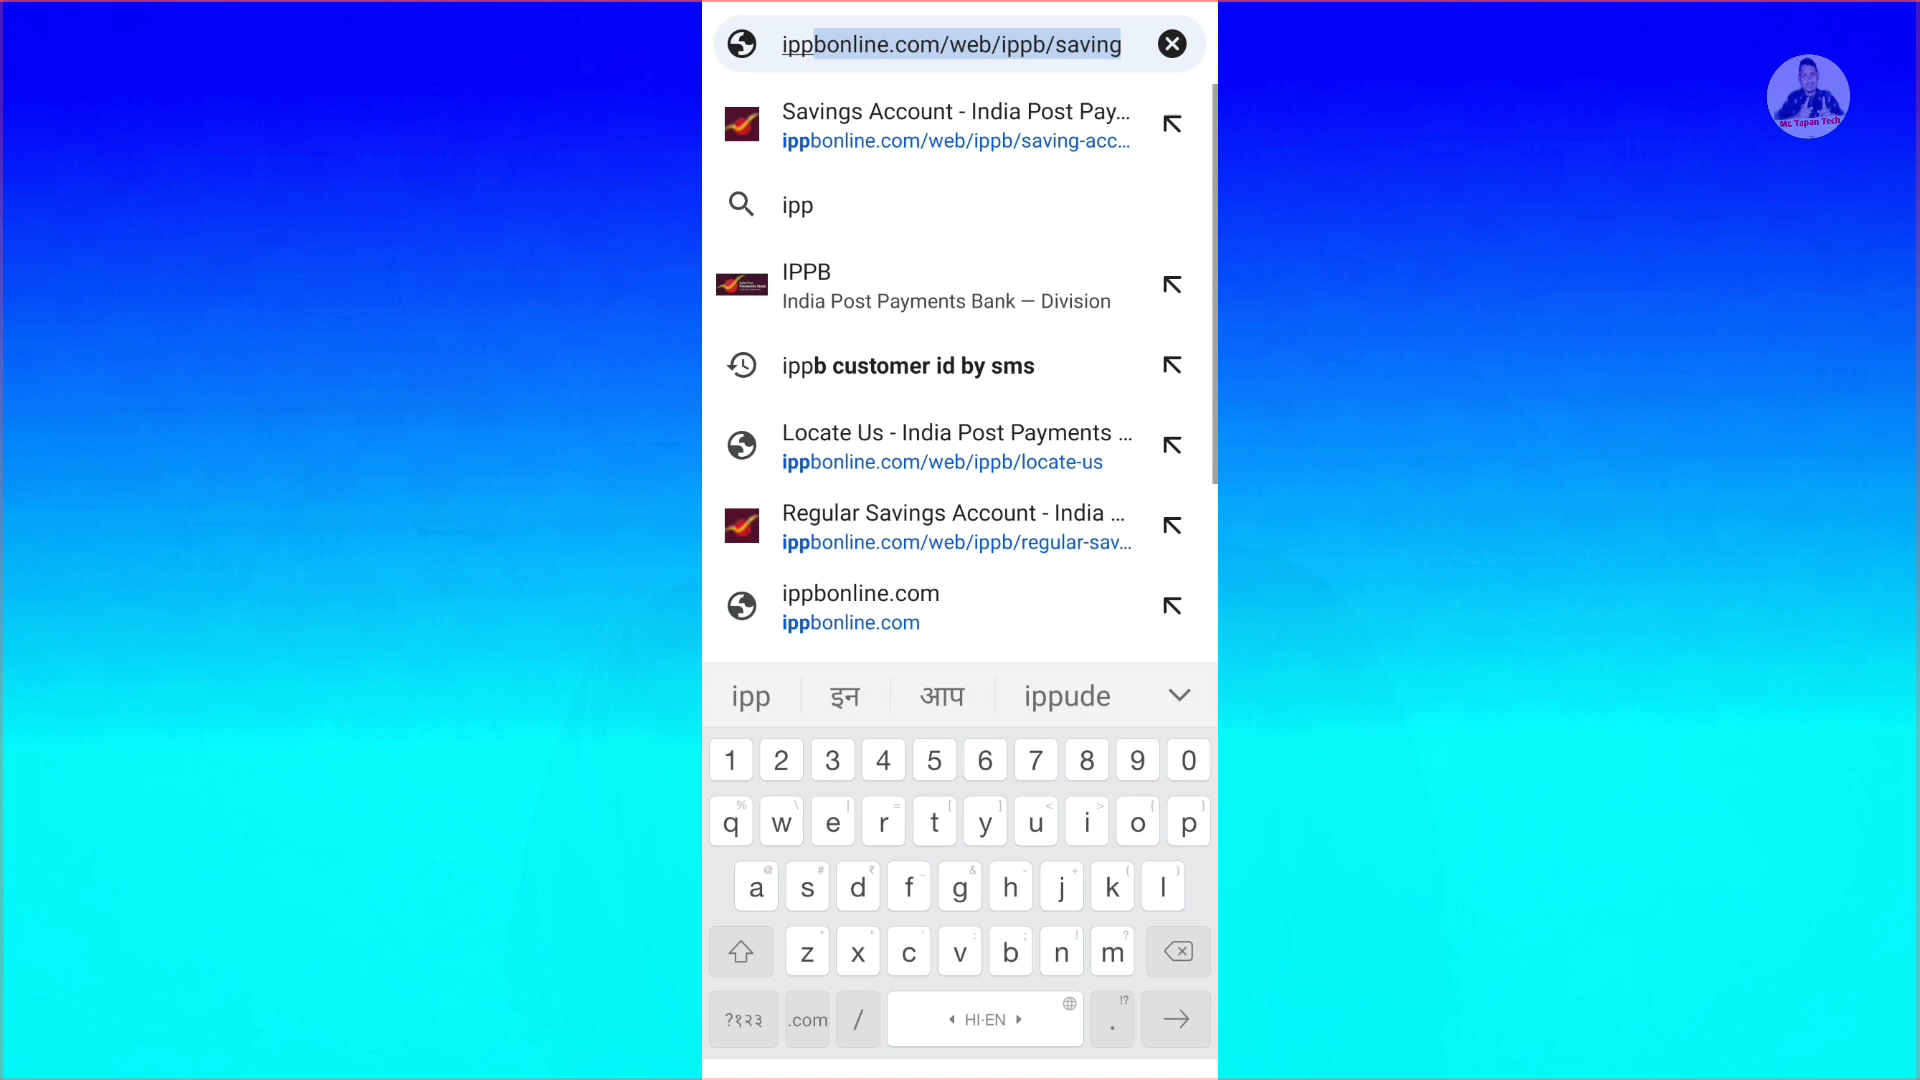 ippbonline.com/web/ippb/saving
Mr. Tapan Tech
Savings Account - India Post Pay...
ippbonline.com/web/ippb/saving-acc...
ipp
IPPB
India Post Payments Bank — Division
ippb customer id by sms
Locate Us - India Post Payments ...
ippbonline.com/web/ippb/locate-us
Regular Savings Account - India ...
ippbonline.com/web/ippb/regular-sav...
ippbonline.com
ippbonline.com
ipp इन आप ippude
1 2 3 4 5 6 7 8 9 0
% \ | = [ ] < > { }
q w e r t y u i o p
@ # ₹ _ & - + ( )
a s d f g h j k l
z x c v b n m
?१२३ .com / HI·EN . !?